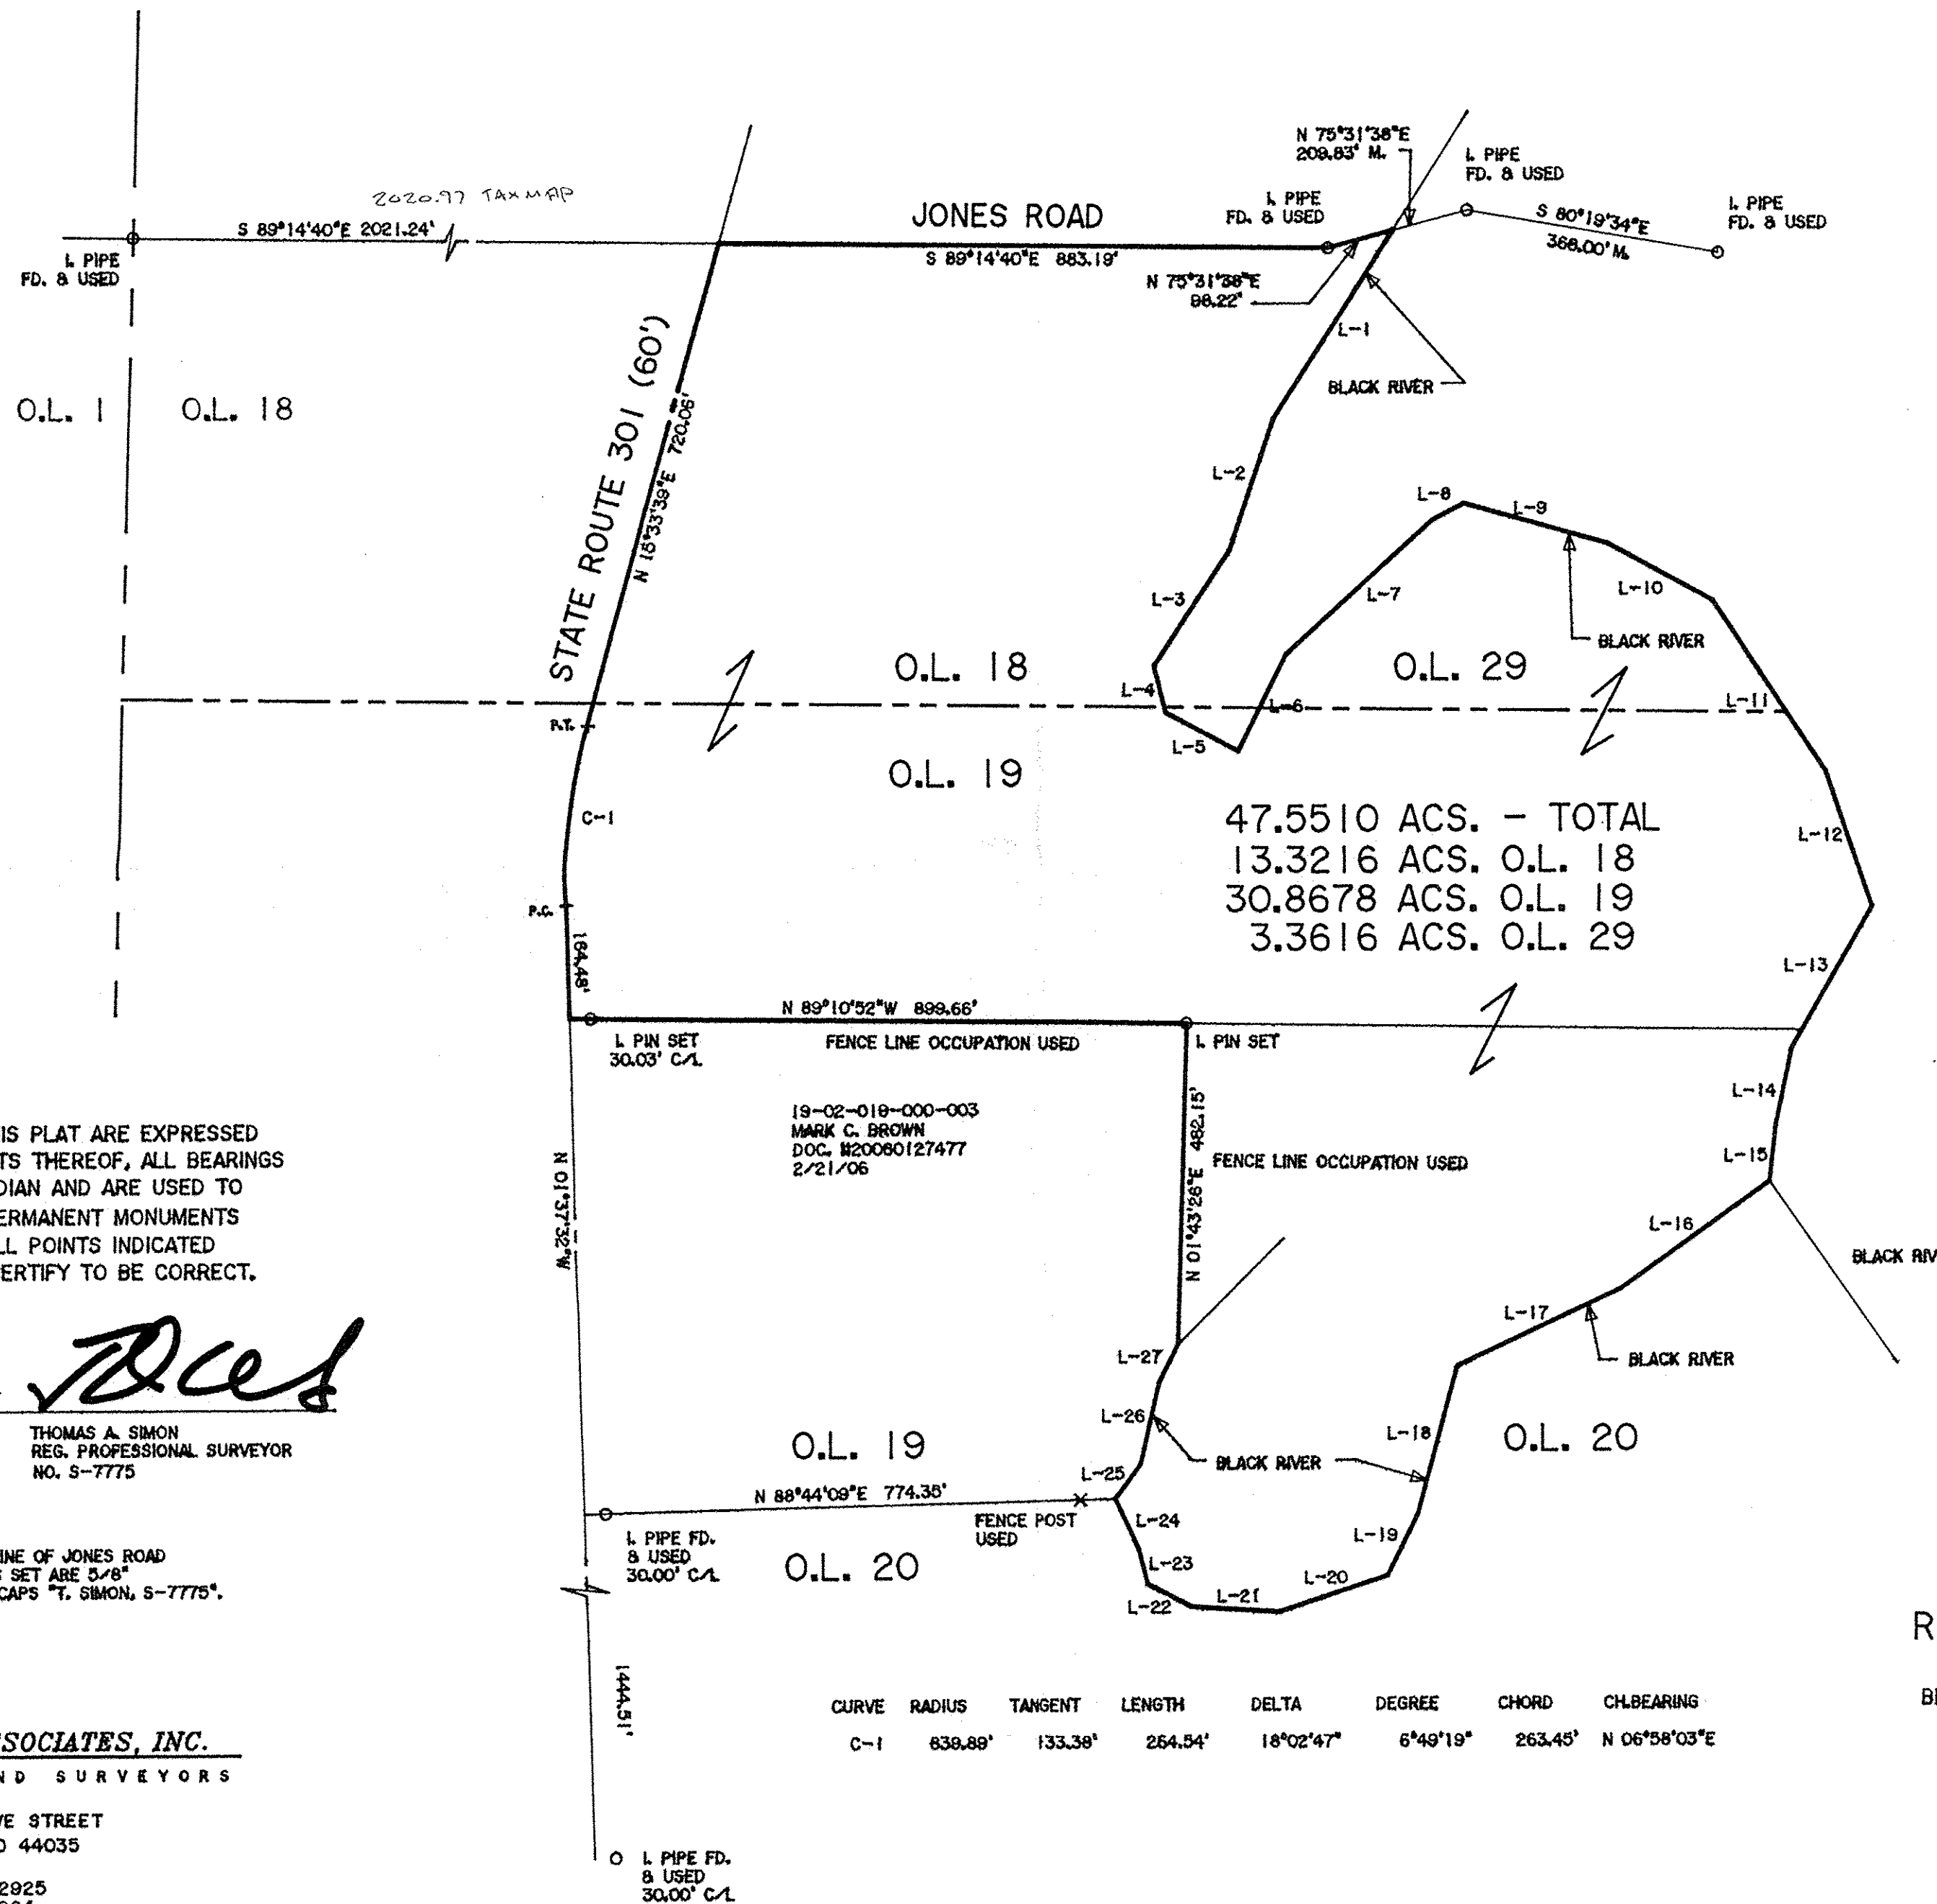 2020.97 TAX MAP
S 89°14'40"E 2021.24'
I. PIPE
FD. & USED
JONES ROAD
S 89°14'40"E 883.19'
N 75°31'38"E
209.83' M.
I. PIPE
FD. & USED
I. PIPE
FD. & USED
S 80°19'34"E
368.00' M.
I. PIPE
FD. & USED
N 75°31'38"E
98.22'
L-1
BLACK RIVER
O.L. 1
O.L. 18
STATE ROUTE 301 (60')
720.06'
L-2
L-3
L-4
L-5
L-6
L-7
L-8
L-9
L-10
BLACK RIVER
O.L. 18
O.L. 29
L-11
P.T.
O.L. 19
C-1
P.C.
164.48'
47.5510 ACS. - TOTAL
13.3216 ACS. O.L. 18
30.8678 ACS. O.L. 19
3.3616 ACS. O.L. 29
L-12
L-13
N 89°10'52"W 899.66'
I. PIN SET
30.03' C/L
FENCE LINE OCCUPATION USED
I. PIN SET
L-14
L-15
19-02-019-000-003
MARK C. BROWN
DOC. #20060127477
2/21/06
N 01°43'26"E 482.15'
FENCE LINE OCCUPATION USED
N 01°37'32"W
L-16
BLACK RIV
L-17
BLACK RIVER
IS PLAT ARE EXPRESSED
TS THEREOF, ALL BEARINGS
DIAN AND ARE USED TO
ERMANENT MONUMENTS
LL POINTS INDICATED
ERTIFY TO BE CORRECT.
THOMAS A. SIMON
REG. PROFESSIONAL SURVEYOR
NO. S-7775
L-27
L-26
L-25
BLACK RIVER
L-18
O.L. 20
O.L. 19
N 88°44'09"E 774.35'
FENCE POST
USED
I. PIPE FD.
& USED
30.00' C/L
O.L. 20
L-24
L-23
L-22
L-21
L-20
L-19
INE OF JONES ROAD
S SET ARE 5/8"
CAPS "T. SIMON, S-7775".
1444.51'
R
BE
CURVE RADIUS TANGENT LENGTH DELTA DEGREE CHORD CH.BEARING
C-1 839.89' 133.38' 264.54' 18°02'47" 6°49'19" 263.45' N 06°58'03"E
SSOCIATES, INC.
ND SURVEYORS
VE STREET
O 44035
2925
I. PIPE FD.
& USED
30.00' C/L